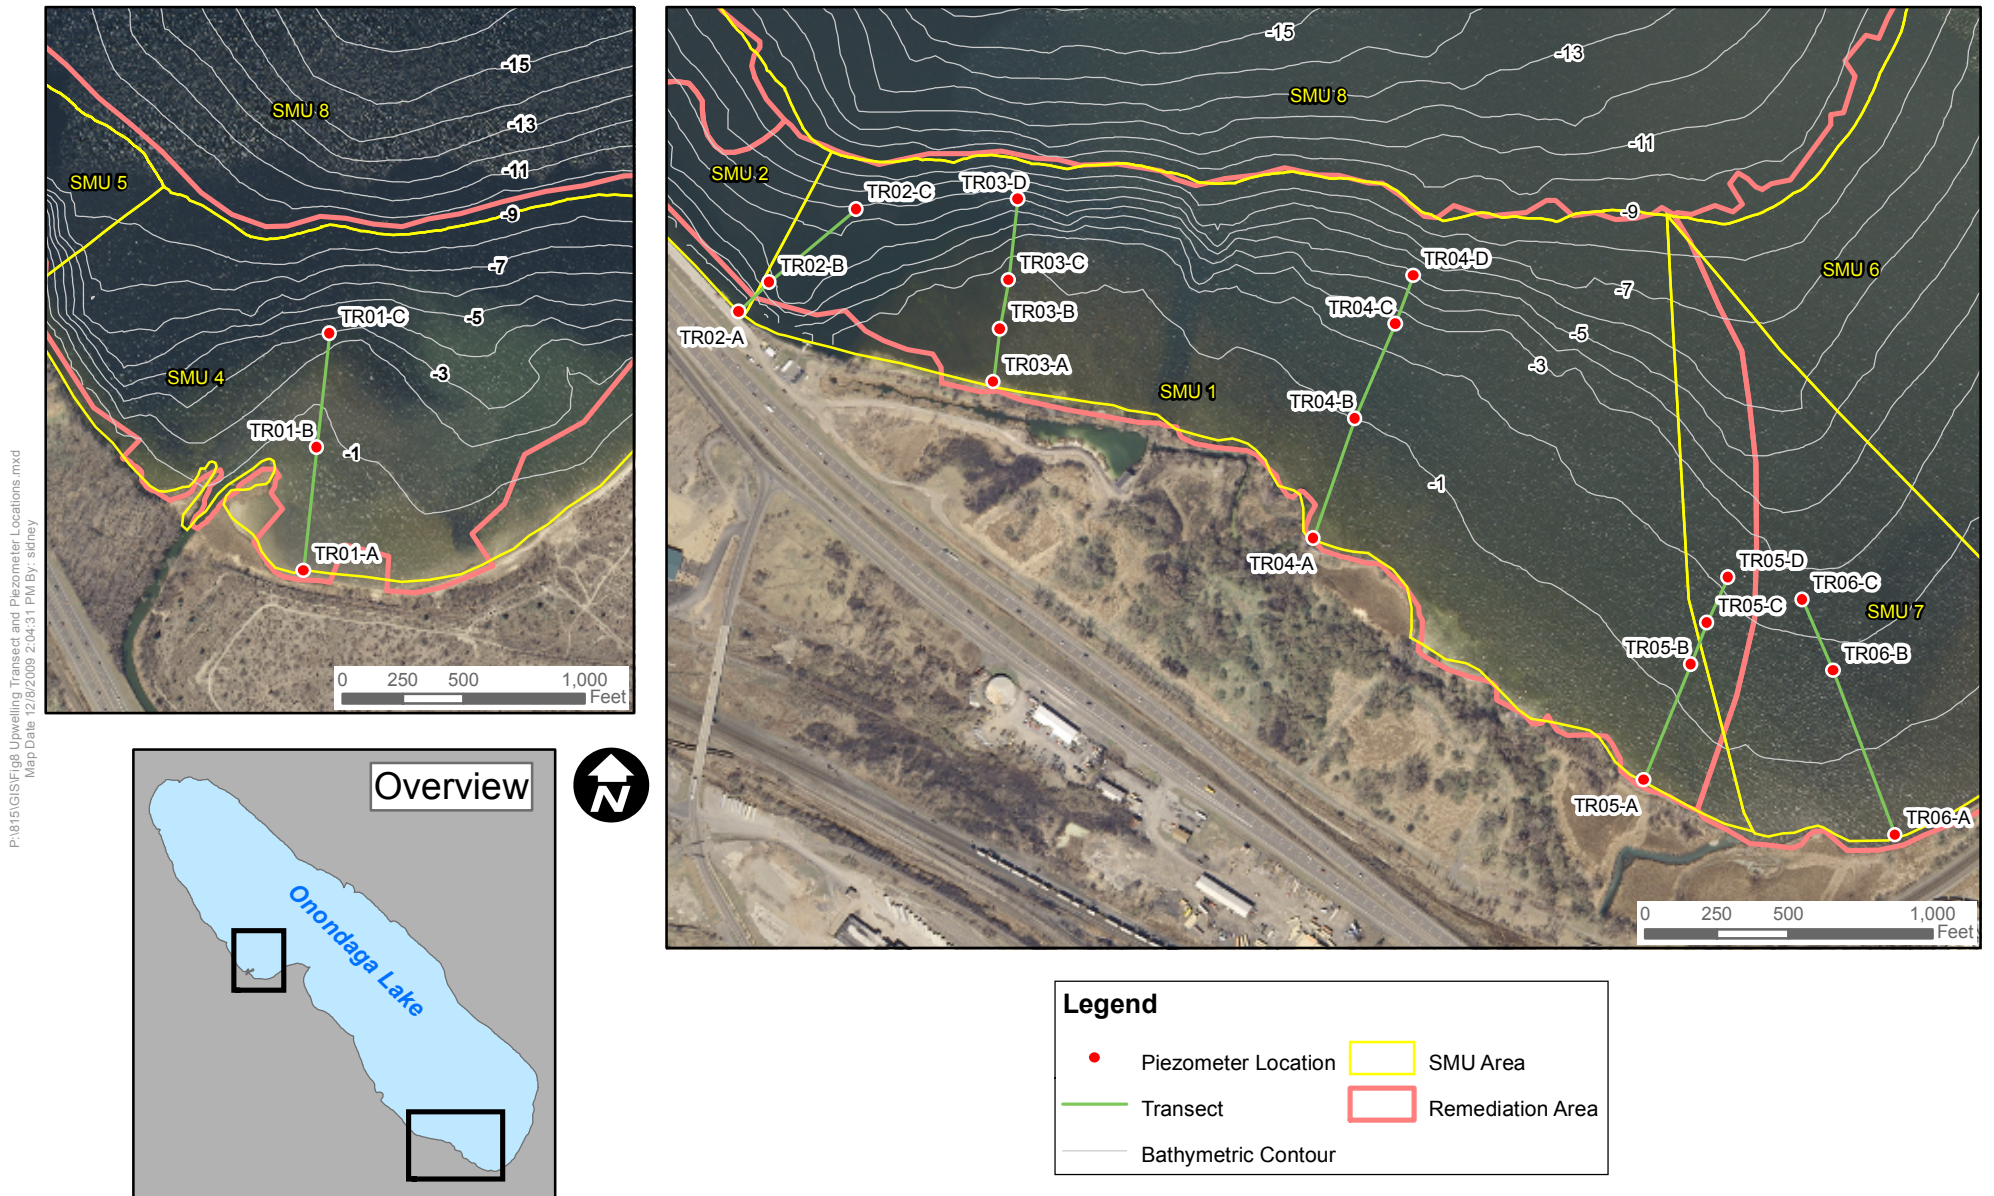 P:\815\GIS\Fig8 Upwelling Transect and Piezometer Locations.mxd
Map Date 12/8/2009 2:04:31 PM By: sidney
-15
SMU 8
-13
-11
SMU 5
-9
-7
-5
TR01-C
-3
SMU 4
TR01-B
-1
TR01-A
0 250 500 1,000
Feet
-15
-13
SMU 8
-11
SMU 2
TR02-C
TR03-D
-9
TR02-B
TR03-C
TR04-D
SMU 6
-7
TR02-A
TR03-B
TR04-C
-5
TR03-A
-3
SMU 1
TR04-B
-1
TR04-A
TR05-D
TR06-C
TR05-C
SMU 7
TR05-B
TR06-B
TR05-A
TR06-A
0 250 500 1,000
Feet
Overview
N
Onondaga Lake
Legend
Piezometer Location
SMU Area
Transect
Remediation Area
Bathymetric Contour